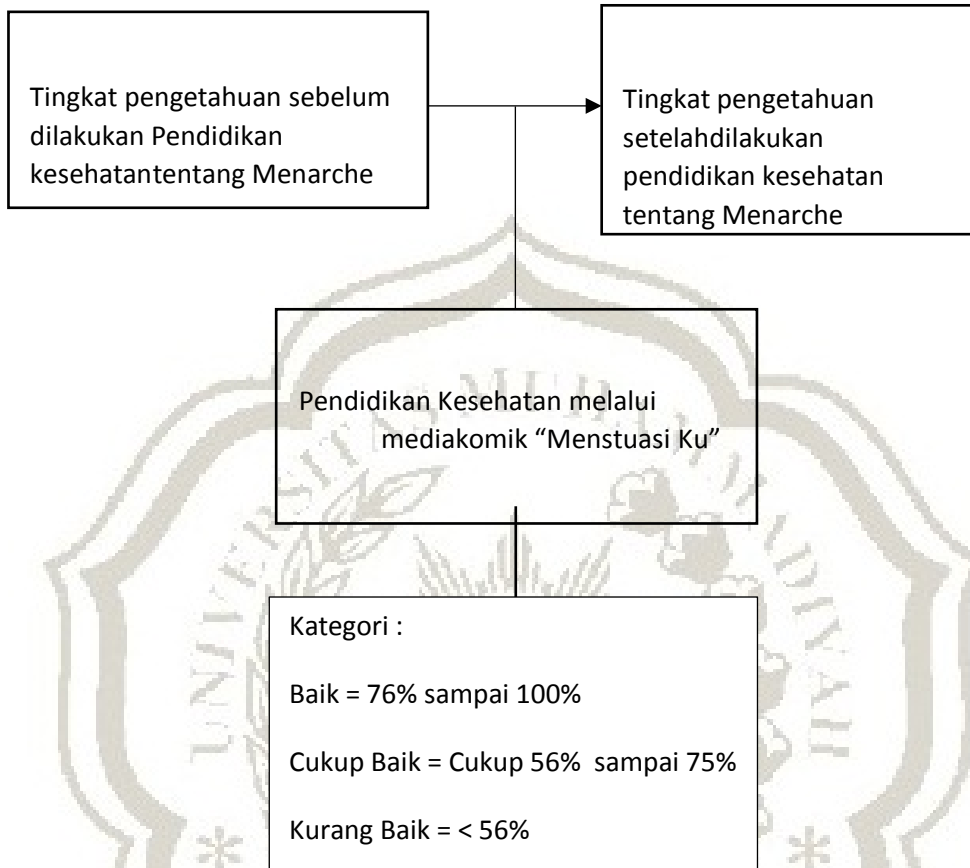 Tingkat pengetahuan sebelum
dilakukan Pendidikan
kesehatantentang Menarche
Tingkat pengetahuan
setelahdilakukan
pendidikan kesehatan
tentang Menarche
Pendidikan Kesehatan melalui
mediakomik “Menstuasi Ku”
Kategori :
Baik = 76% sampai 100%
Cukup Baik = Cukup 56% sampai 75%
Kurang Baik = < 56%